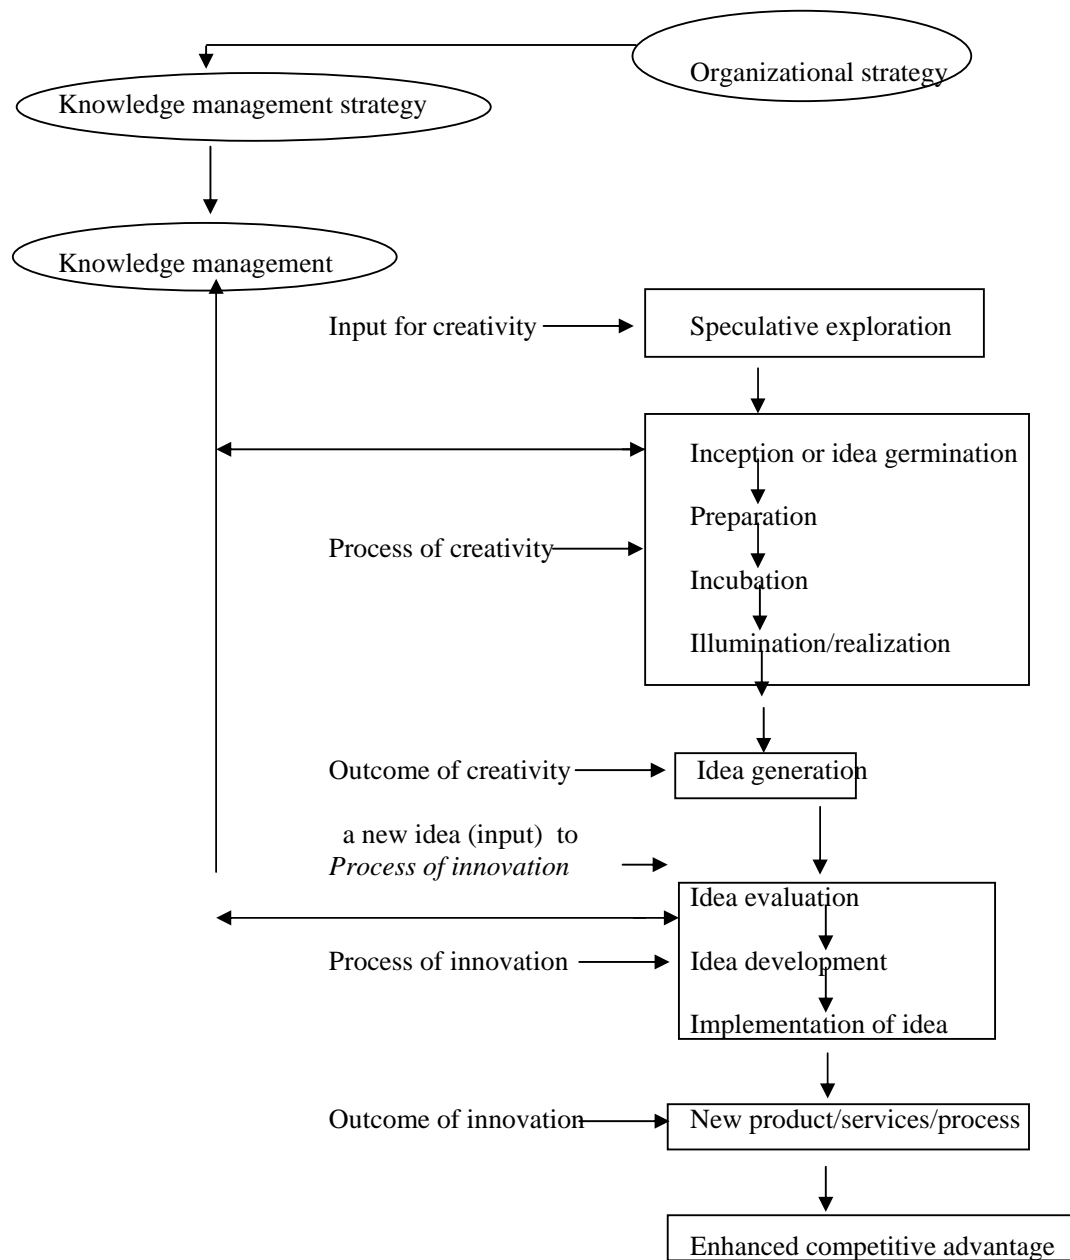 Organizational strategy
Knowledge management strategy
Knowledge management
Input for creativity
Speculative exploration
Inception or idea germination
Preparation
Process of creativity
Incubation
Illumination/realization
Outcome of creativity
Idea generation
a new idea (input) to
Process of innovation
Idea evaluation
Process of innovation
Idea development
Implementation of idea
Outcome of innovation
New product/services/process
Enhanced competitive advantage